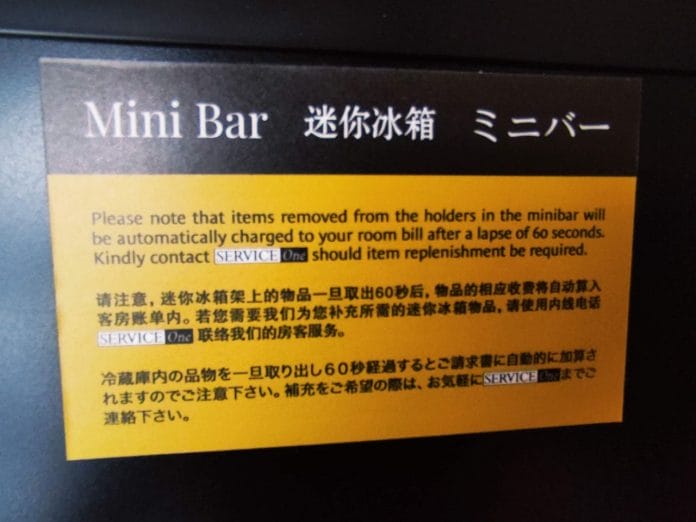 Mini Bar 迷你冰箱 ミニバー
Please note that items removed from the holders in the minibar will
be automatically charged to your room bill after a lapse of 60 seconds.
Kindly contact SERVICE One should item replenishment be required.
请注意，迷你冰箱架上的物品一旦取出60秒后，物品的相应收费将自动算入
客房账单内。若您需要我们为您补充所需的迷你冰箱物品，请使用内线电话
SERVICE One 联络我们的房客服务。
冷蔵庫内の品物を一旦取り出し６０秒経過するとご請求書に自動的に加算さ
れますのでご注意下さい。補充をご希望の際は、お気軽にSERVICE Oneまでご
連絡下さい。